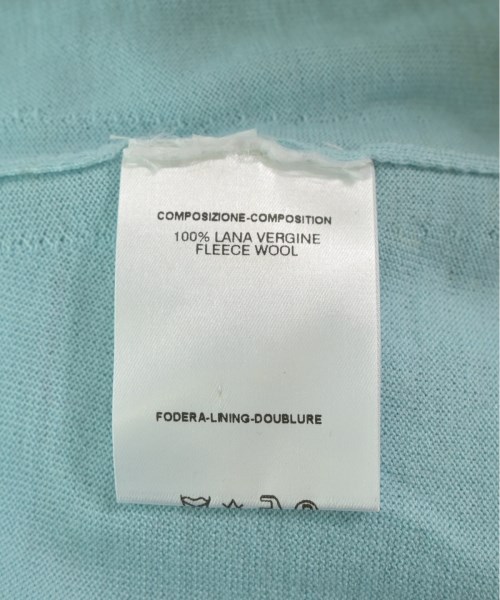 COMPOSIZIONE-COMPOSITION
100% LANA VERGINE
FLEECE WOOL
FODERA-LINING-DOUBLURE